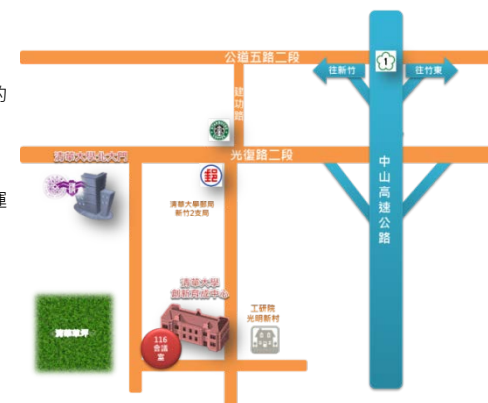 公道五路二段
往新竹
1
往竹東
的
建功路
清華大學北大門
光復路二段
郵
中山高速公路
運
清華大學郵局
新竹2支局
清華大學
創新育成中心
工研院
光明新村
清華草坪
116
會議
室